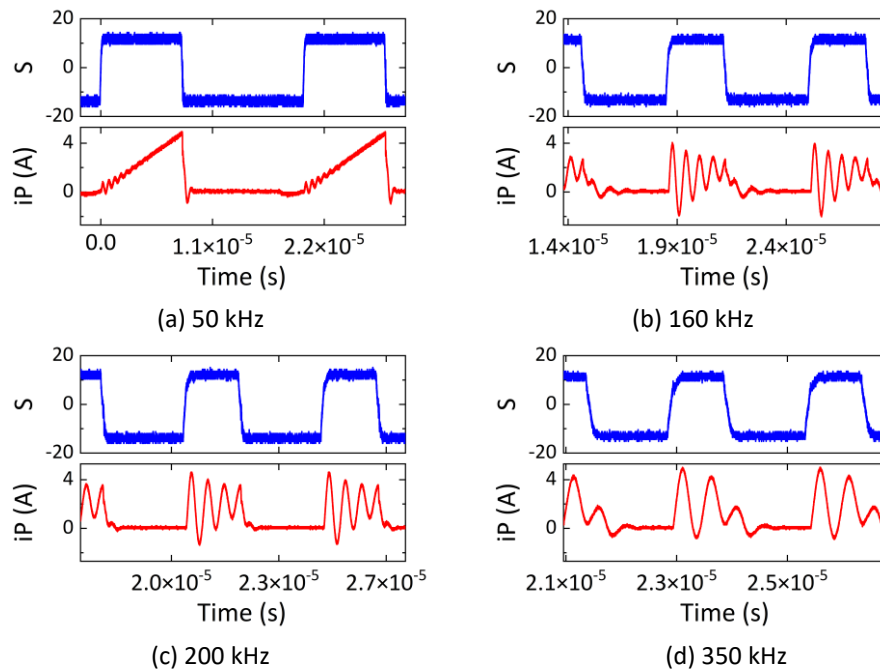 20
S
0
-20
4
iP (A)
0
0.0 1.1×10⁻⁵ 2.2×10⁻⁵
Time (s)
(a) 50 kHz
20
S
0
-20
4
iP (A)
0
1.4×10⁻⁵ 1.9×10⁻⁵ 2.4×10⁻⁵
Time (s)
(b) 160 kHz
20
S
0
-20
4
iP (A)
0
2.0×10⁻⁵ 2.3×10⁻⁵ 2.7×10⁻⁵
Time (s)
(c) 200 kHz
20
S
0
-20
4
iP (A)
0
2.1×10⁻⁵ 2.3×10⁻⁵ 2.5×10⁻⁵
Time (s)
(d) 350 kHz